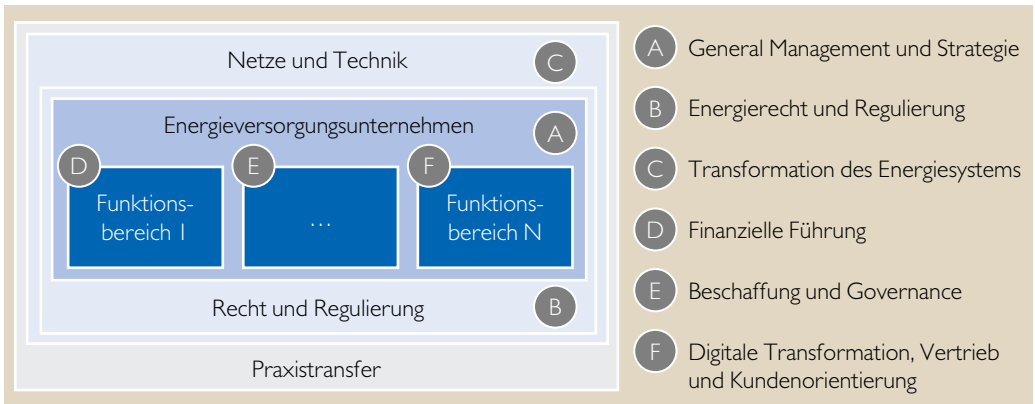 Netze und Technik
C
Energieversorgungsunternehmen
A
D
E
F
Funktions-
bereich 1
...
Funktions-
bereich N
Recht und Regulierung
B
Praxistransfer
A General Management und Strategie
B Energierecht und Regulierung
C Transformation des Energiesystems
D Finanzielle Führung
E Beschaffung und Governance
F Digitale Transformation, Vertrieb
und Kundenorientierung